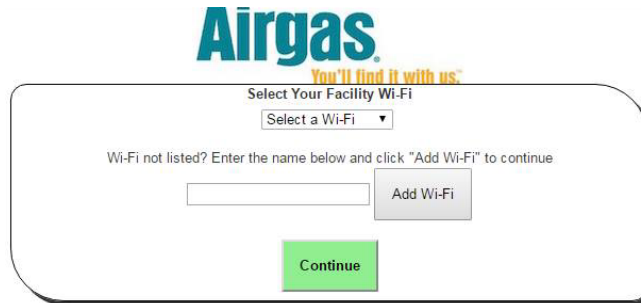 Airgas.
You'll find it with us.™
Select Your Facility Wi-Fi
Select a Wi-Fi
Wi-Fi not listed? Enter the name below and click "Add Wi-Fi" to continue
Add Wi-Fi
Continue